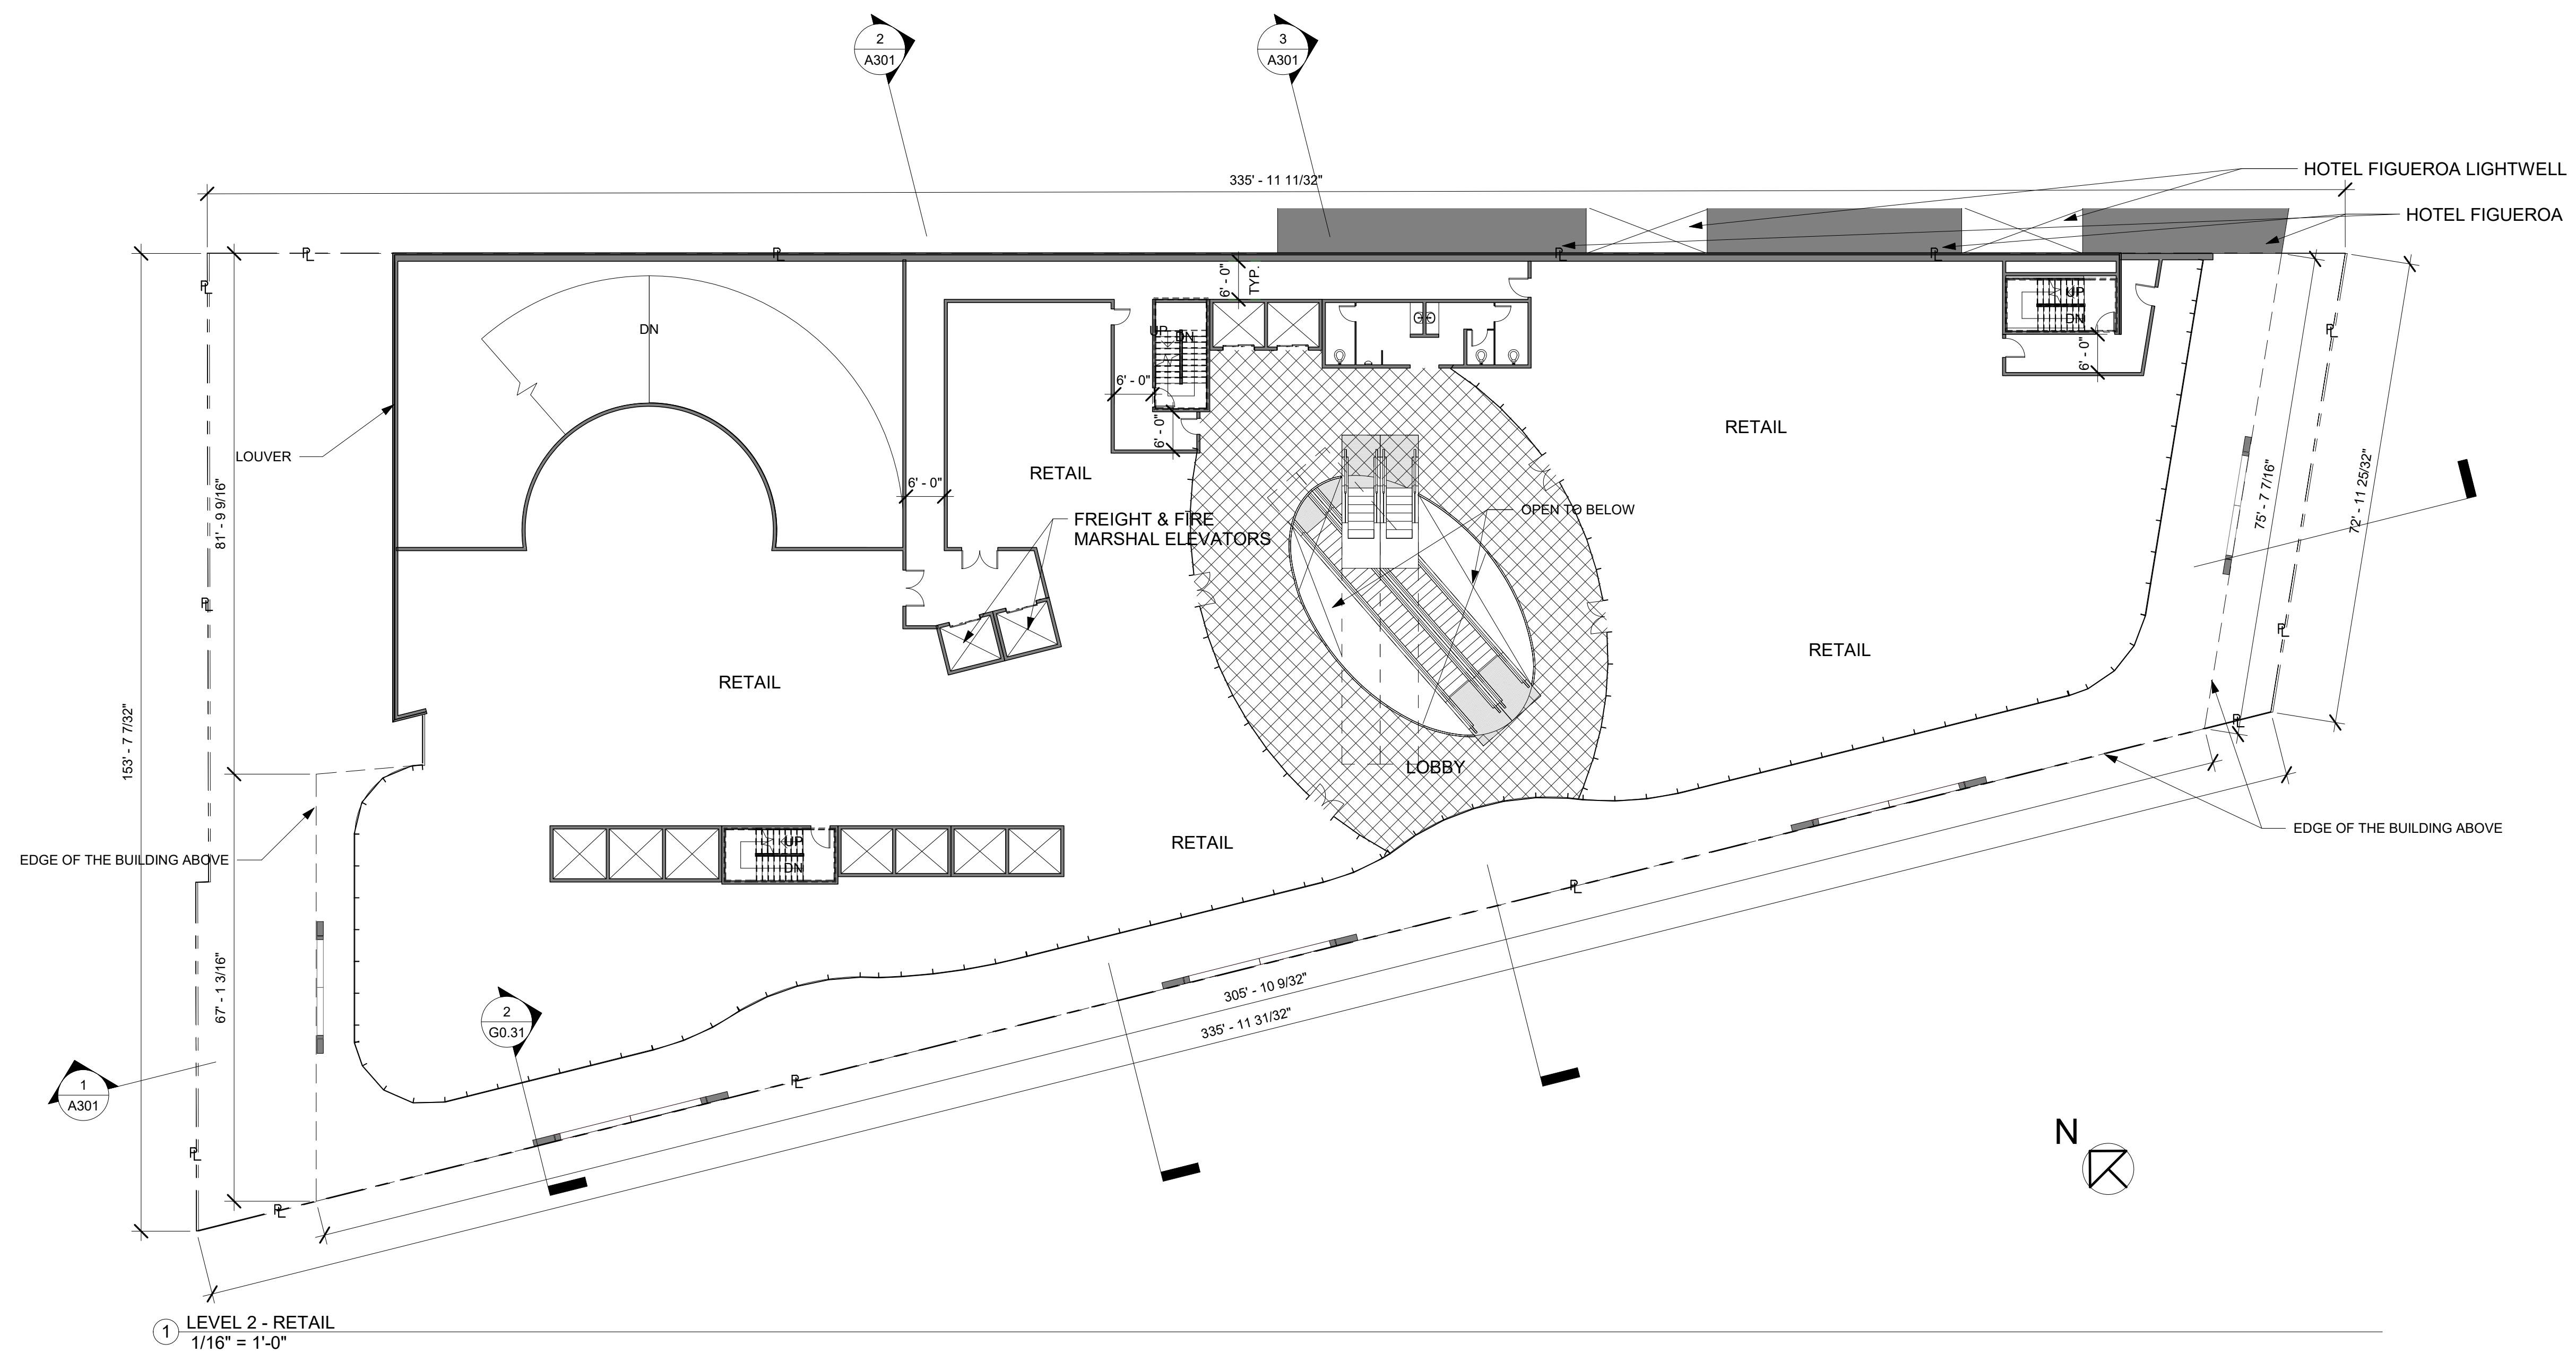 2
A301
3
A301
335' - 11 11/32"
HOTEL FIGUEROA LIGHTWELL
HOTEL FIGUEROA
PL
PL
PL
PL
PL
6' - 0"
TYP.
UP
DN
6' - 0"
PL
DN
UP
DN
6' - 0"
6' - 0"
LOUVER
81' - 9 9/16"
RETAIL
RETAIL
6' - 0"
OPEN TO BELOW
75' - 7 7/16"
72' - 11 25/32"
FREIGHT & FIRE
MARSHAL ELEVATORS
PL
PL
RETAIL
RETAIL
153' - 7 7/32"
PL
LOBBY
EDGE OF THE BUILDING ABOVE
UP
DN
RETAIL
EDGE OF THE BUILDING ABOVE
PL
67' - 1 3/16"
305' - 10 9/32"
335' - 11 31/32"
2
G0.31
PL
1
A301
PL
PL
N
1
LEVEL 2 - RETAIL
1/16" = 1'-0"